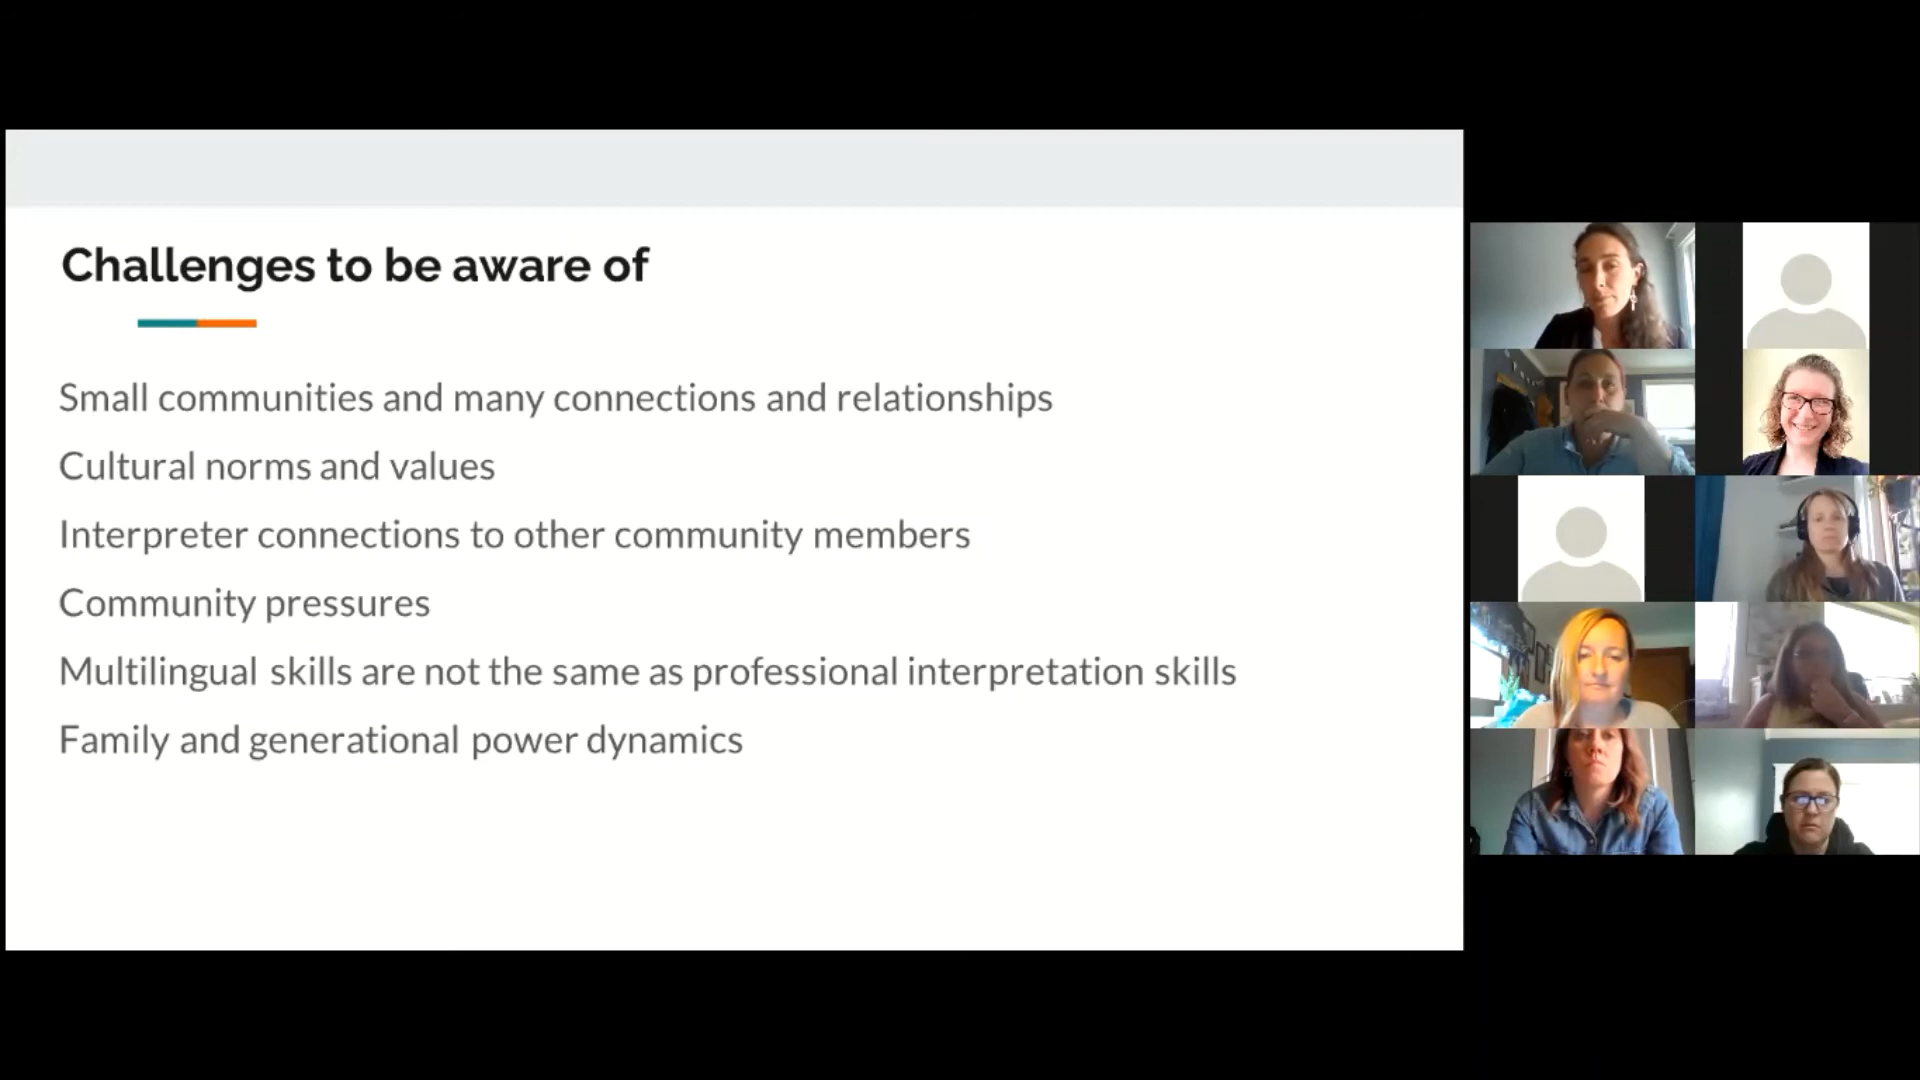 Challenges to be aware of
Small communities and many connections and relationships
Cultural norms and values
Interpreter connections to other community members
Community pressures
Multilingual skills are not the same as professional interpretation skills
Family and generational power dynamics